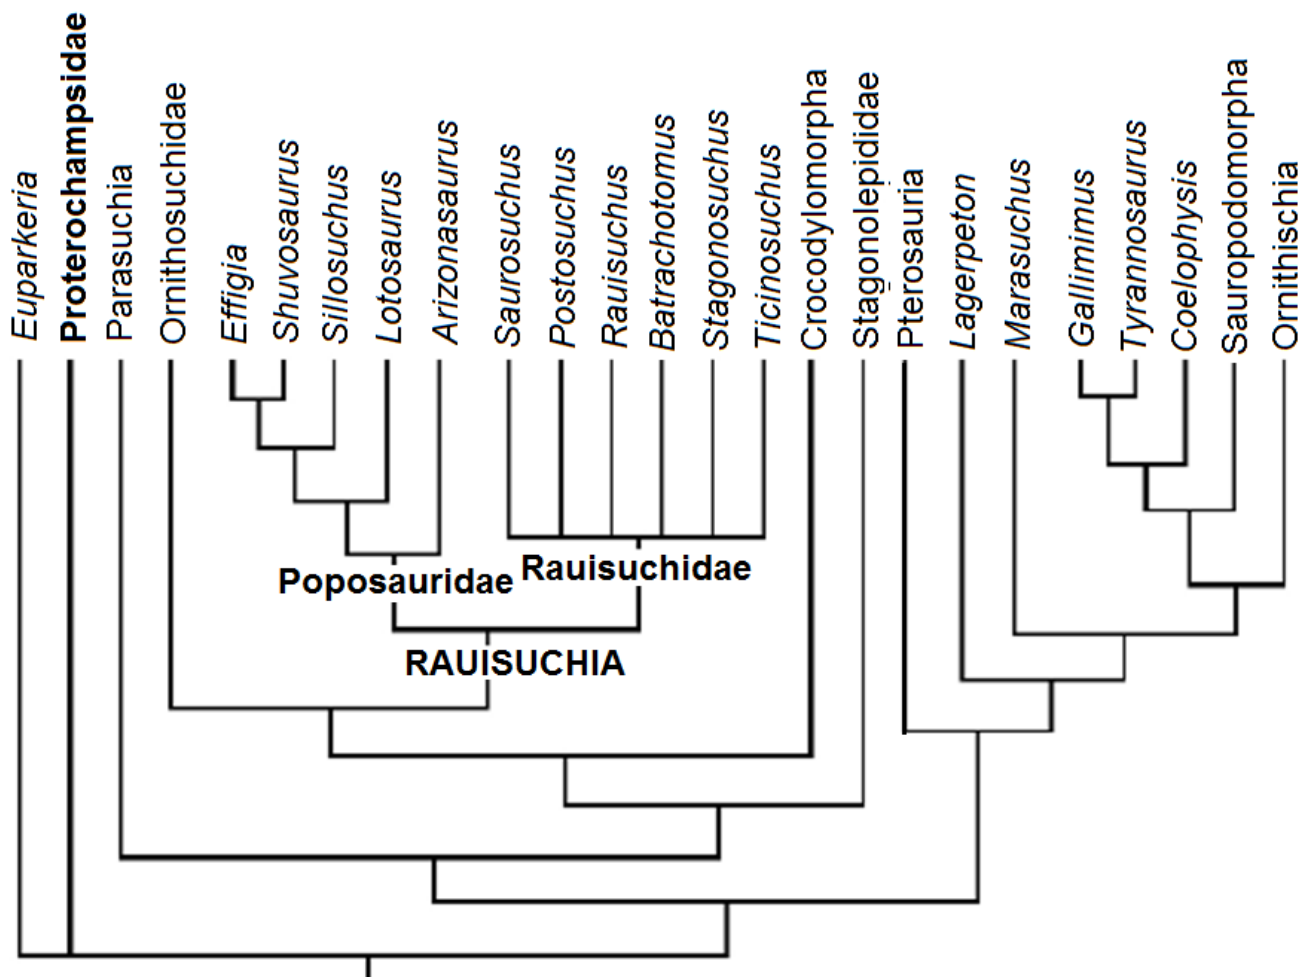 Euparkeria
Proterochampsidae
Parasuchia
Ornithosuchidae
Effigia
Shuvosaurus
Sillosuchus
Lotosaurus
Arizonasaurus
Saurosuchus
Postosuchus
Rauisuchus
Batrachotomus
Stagonosuchus
Ticinosuchus
Crocodylomorpha
Stagonolepididae
Pterosauria
Lagerpeton
Marasuchus
Gallimimus
Tyrannosaurus
Coelophysis
Sauropodomorpha
Ornithischia
Poposauridae
Rauisuchidae
RAUISUCHIA